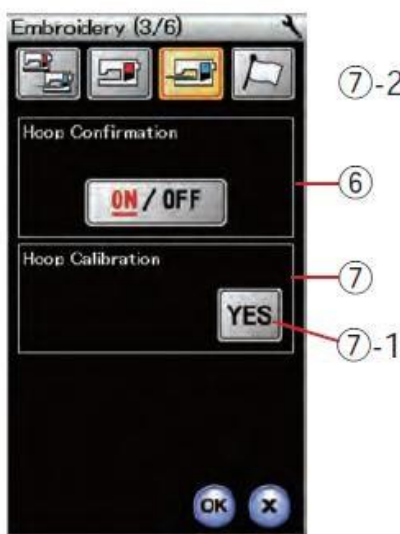 Embroidery (3/6)
⑦-2
Hoop Confirmation
⑥
ON / OFF
Hoop Calibration
⑦
YES
⑦-1
OK X